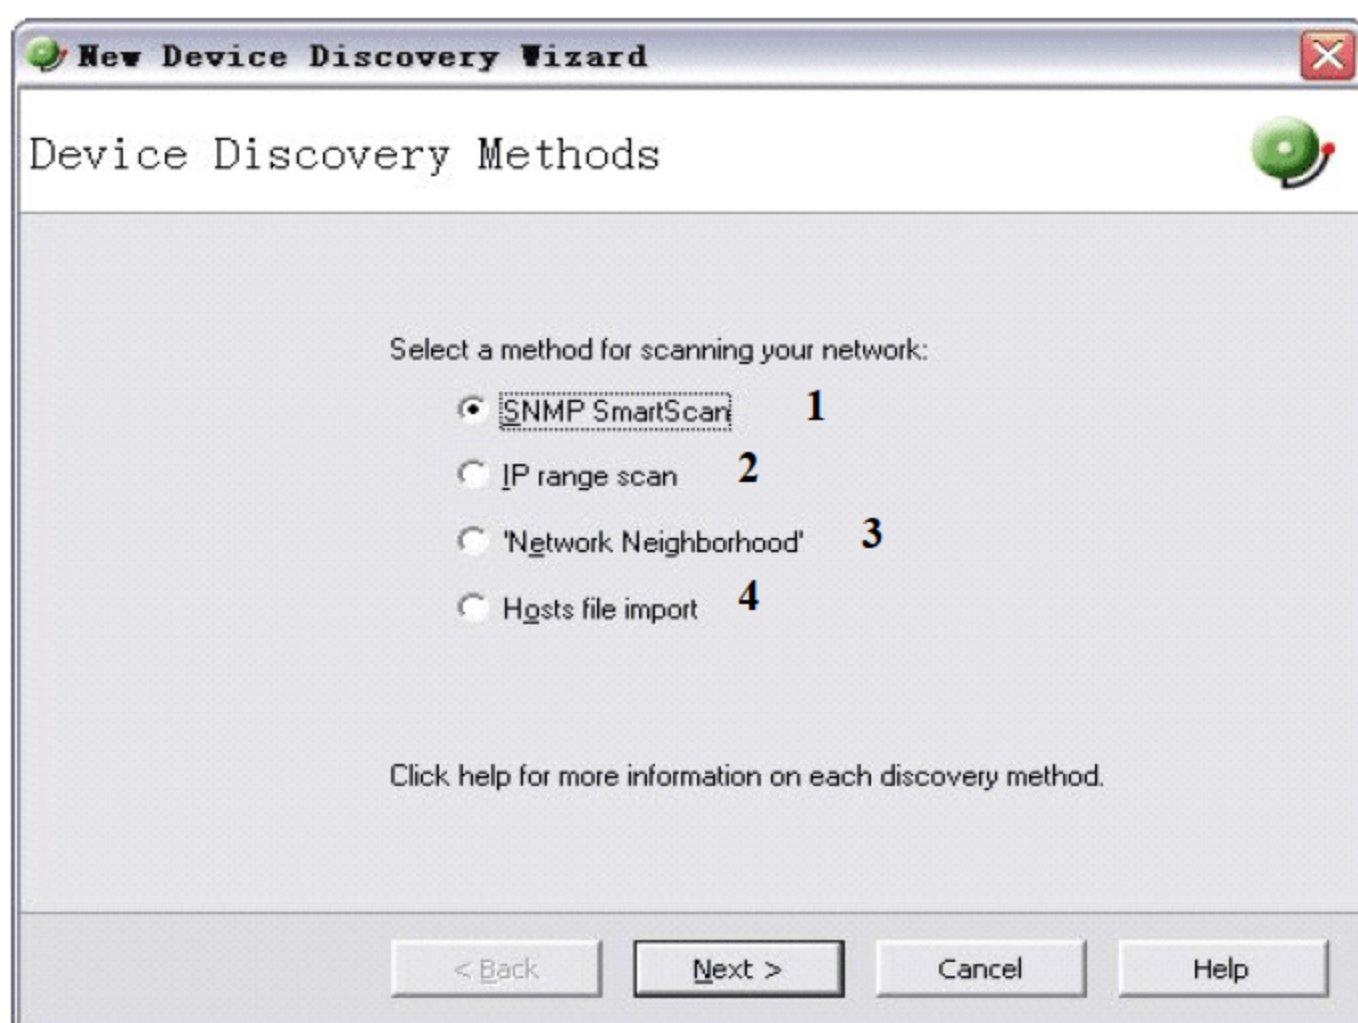 New Device Discovery Wizard
Device Discovery Methods
Select a method for scanning your network:
SNMP SmartScan 1
IP range scan 2
'Network Neighborhood' 3
Hosts file import 4
Click help for more information on each discovery method.
< Back Next > Cancel Help